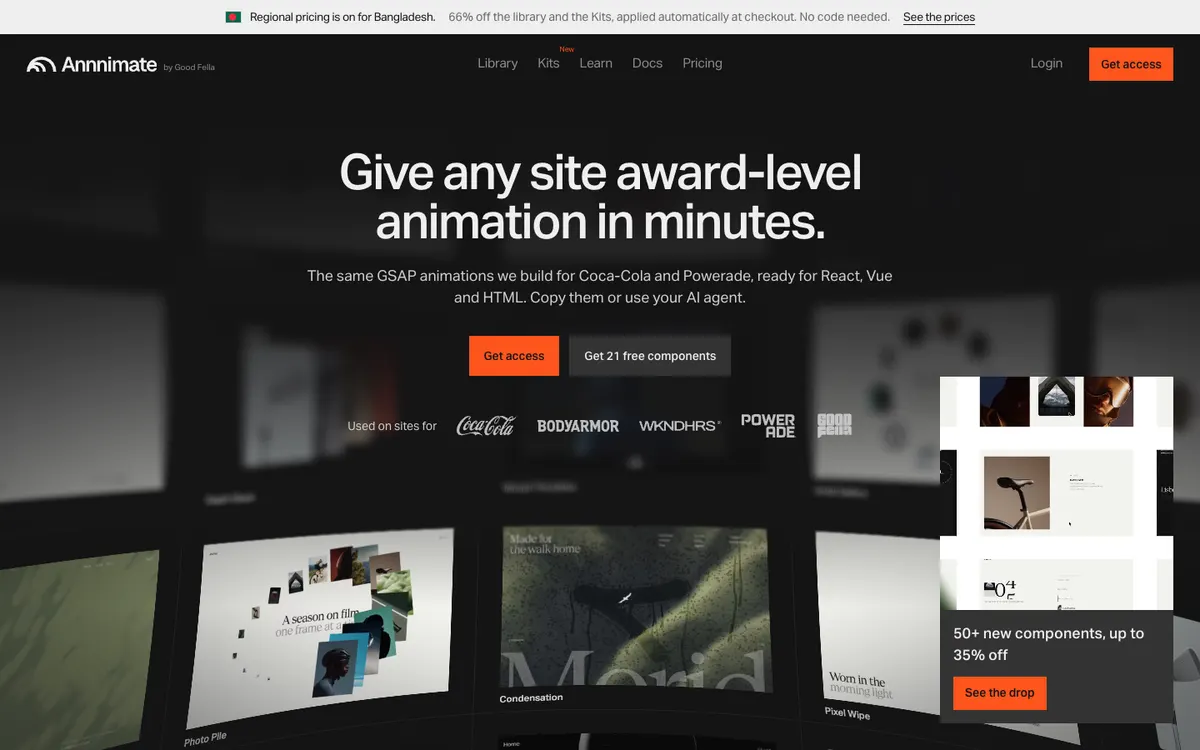 Regional pricing is on for Bangladesh. 66% off the library and the Kits, applied automatically at checkout. No code needed. See the prices
Annnimate by Good Fella
Library Kits New Learn Docs Pricing
Login Get access
Give any site award-level
animation in minutes.
The same GSAP animations we build for Coca-Cola and Powerade, ready for React, Vue
and HTML. Copy them or use your AI agent.
Get access Get 21 free components
Used on sites for Coca-Cola BODYARMOR WKNDHRS® POWER
ADE GOOD
FELLA
Made for
the walk home
A season on film
one frame at a
Morid
Condensation
Photo Pile
Worn in the
morning light
Pixel Wipe
Home
04
50+ new components, up to
35% off
See the drop